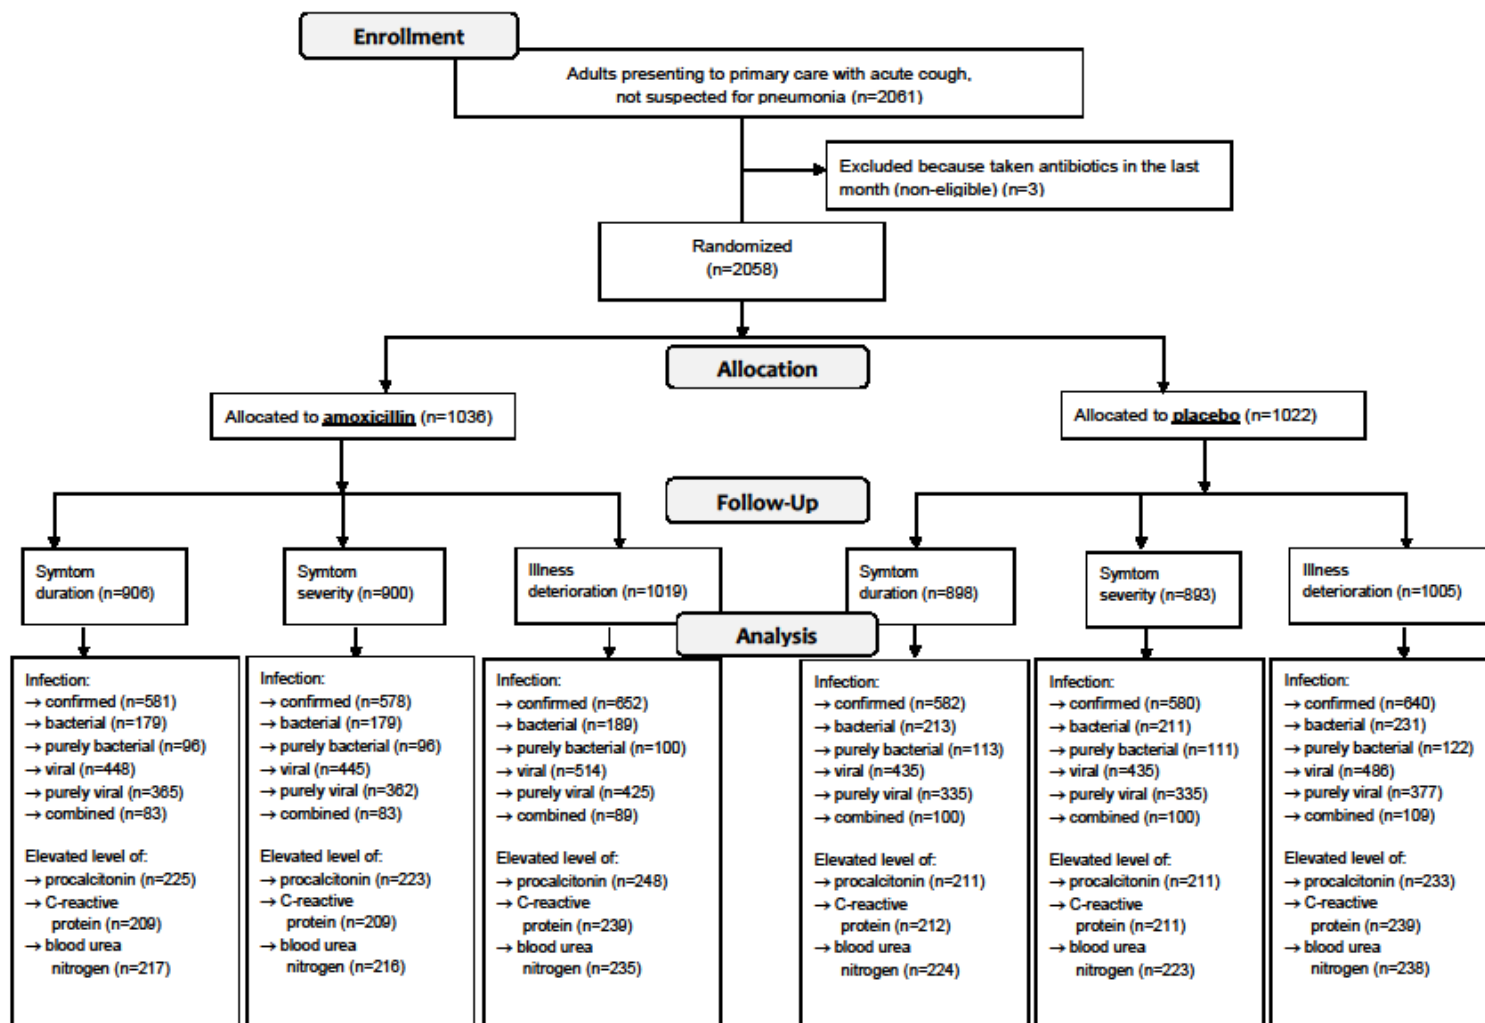 Enrollment
Adults presenting to primary care with acute cough,
not suspected for pneumonia (n=2061)
Excluded because taken antibiotics in the last
month (non-eligible) (n=3)
Randomized
(n=2058)
Allocation
Allocated to amoxicillin (n=1036)
Allocated to placebo (n=1022)
Follow-Up
Symtom
duration (n=906)
Symtom
severity (n=900)
Illness
deterioration (n=1019)
Symtom
duration (n=898)
Symtom
severity (n=893)
Illness
deterioration (n=1005)
Analysis
Infection:
→ confirmed (n=581)
→ bacterial (n=179)
→ purely bacterial (n=96)
→ viral (n=448)
→ purely viral (n=365)
→ combined (n=83)
Elevated level of:
→ procalcitonin (n=225)
→ C-reactive
protein (n=209)
→ blood urea
nitrogen (n=217)
Infection:
→ confirmed (n=578)
→ bacterial (n=179)
→ purely bacterial (n=96)
→ viral (n=445)
→ purely viral (n=362)
→ combined (n=83)
Elevated level of:
→ procalcitonin (n=223)
→ C-reactive
protein (n=209)
→ blood urea
nitrogen (n=216)
Infection:
→ confirmed (n=652)
→ bacterial (n=189)
→ purely bacterial (n=100)
→ viral (n=514)
→ purely viral (n=425)
→ combined (n=89)
Elevated level of:
→ procalcitonin (n=248)
→ C-reactive
protein (n=239)
→ blood urea
nitrogen (n=235)
Infection:
→ confirmed (n=582)
→ bacterial (n=213)
→ purely bacterial (n=113)
→ viral (n=435)
→ purely viral (n=335)
→ combined (n=100)
Elevated level of:
→ procalcitonin (n=211)
→ C-reactive
protein (n=212)
→ blood urea
nitrogen (n=224)
Infection:
→ confirmed (n=580)
→ bacterial (n=211)
→ purely bacterial (n=111)
→ viral (n=435)
→ purely viral (n=335)
→ combined (n=100)
Elevated level of:
→ procalcitonin (n=211)
→ C-reactive
protein (n=211)
→ blood urea
nitrogen (n=223)
Infection:
→ confirmed (n=640)
→ bacterial (n=231)
→ purely bacterial (n=122)
→ viral (n=486)
→ purely viral (n=377)
→ combined (n=109)
Elevated level of:
→ procalcitonin (n=233)
→ C-reactive
protein (n=239)
→ blood urea
nitrogen (n=238)